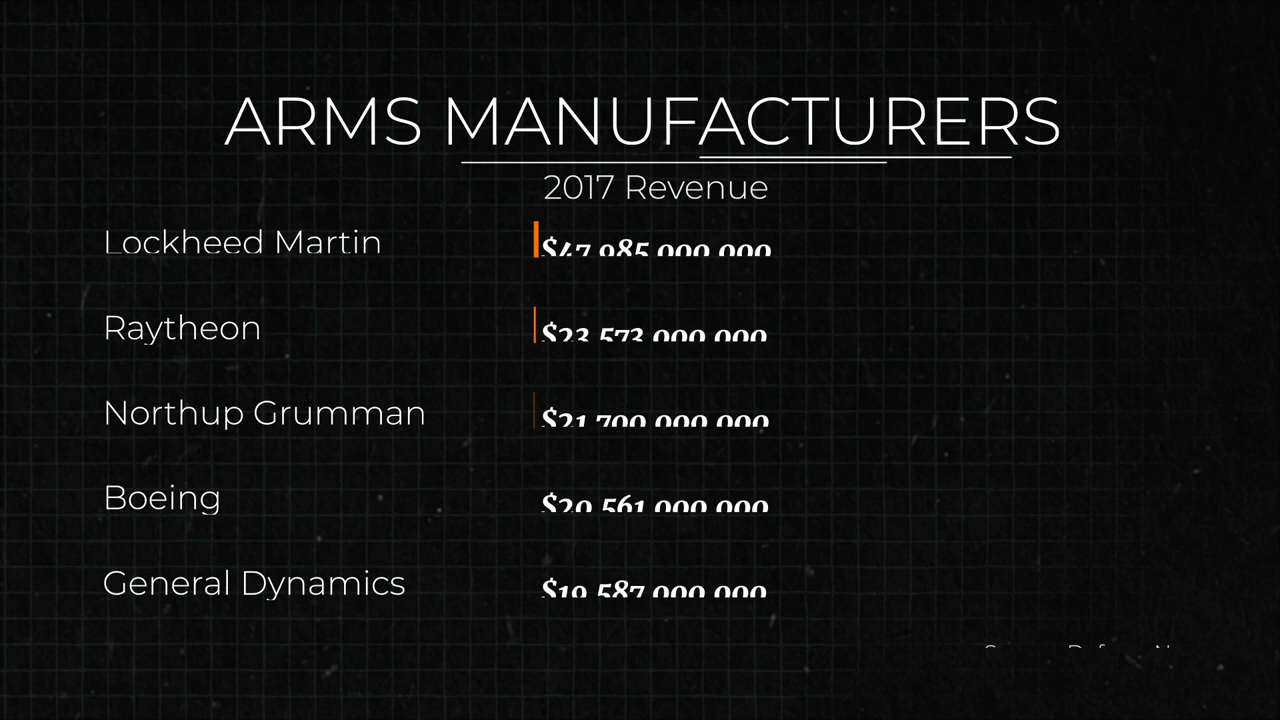 ARMS MANUFACTURERS
2017 Revenue
Lockheed Martin $47,985,000,000
Raytheon $23,573,000,000
Northup Grumman $21,700,000,000
Boeing $20,561,000,000
General Dynamics $19,587,000,000